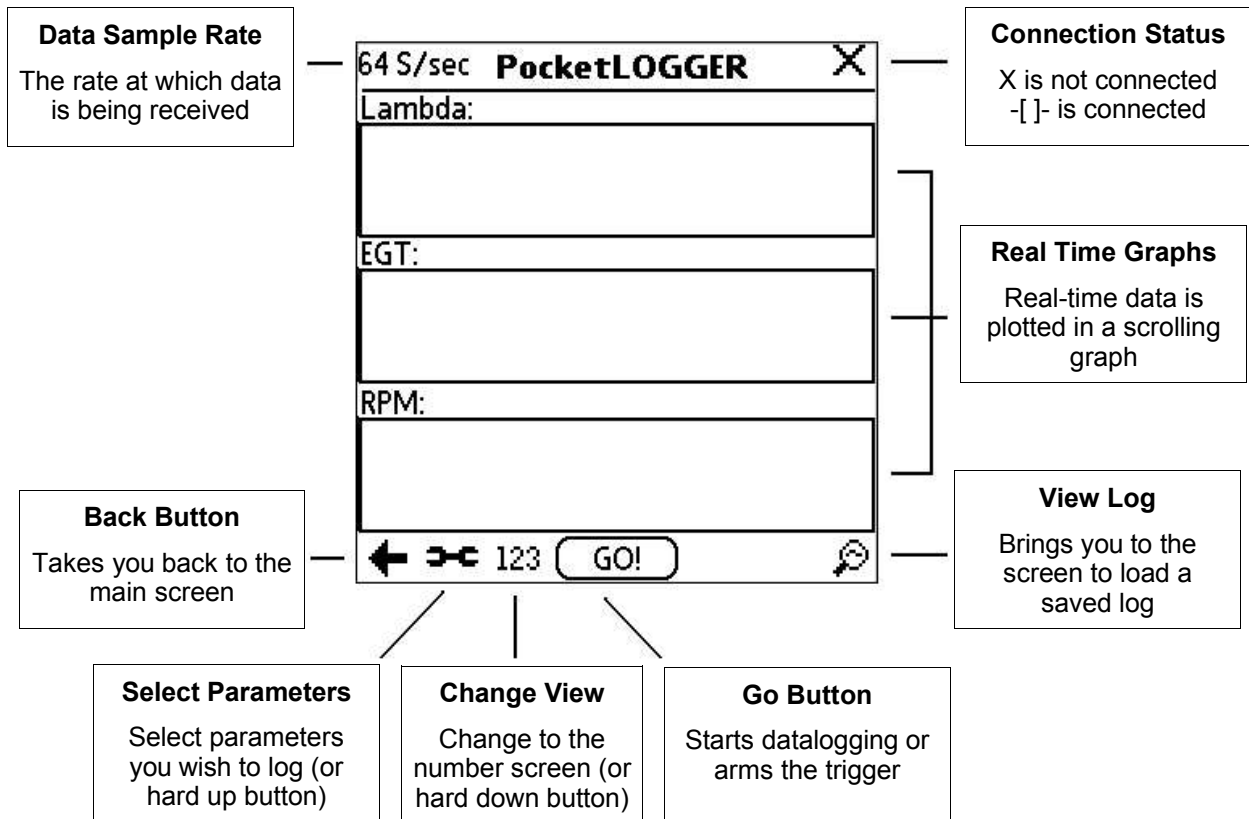 Data Sample Rate
The rate at which data
is being received
64 S/sec PocketLOGGER X
Connection Status
X is not connected
-[ ]- is connected
Lambda:
EGT:
RPM:
Real Time Graphs
Real-time data is
plotted in a scrolling
graph
Back Button
Takes you back to the
main screen
123 GO!
View Log
Brings you to the
screen to load a
saved log
Select Parameters
Select parameters
you wish to log (or
hard up button)
Change View
Change to the
number screen (or
hard down button)
Go Button
Starts datalogging or
arms the trigger